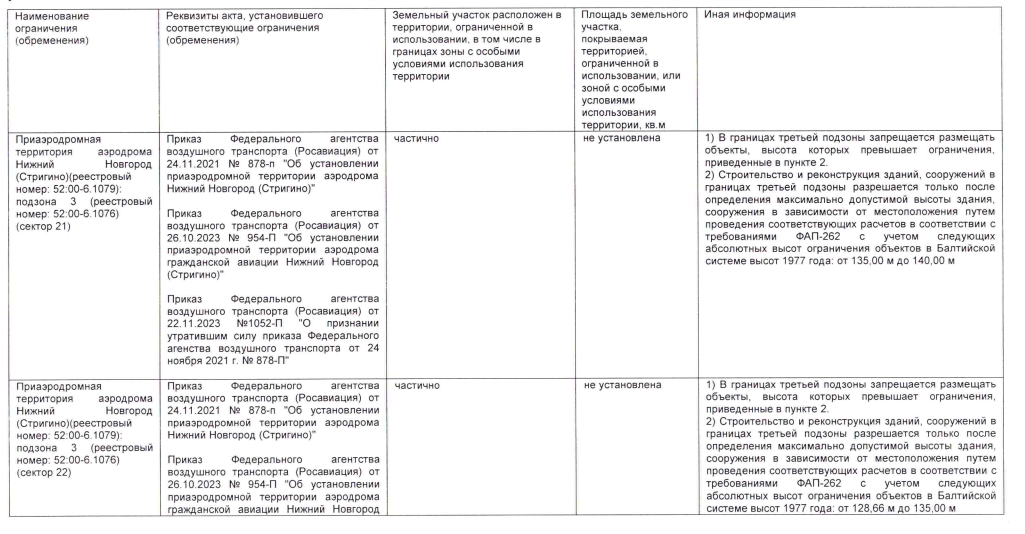 Наименование
ограничения
(обременения)
Реквизиты акта, установившего
соответствующие ограничения
(обременения)
Земельный участок расположен в
территории, ограниченной в
использовании, в том числе в
границах зоны с особыми
условиями использования
территории
Площадь земельного
участка,
покрываемая
территорией,
ограниченной в
использовании, или
зоной с особыми
условиями
использования
территории, кв.м
Иная информация
Приаэродромная
территория аэродрома
Нижний Новгород
(Стригино)(реестровый
номер: 52:00-6.1079):
подзона 3 (реестровый
номер: 52:00-6.1076)
(сектор 21)
Приказ Федерального агентства
воздушного транспорта (Росавиация) от
24.11.2021 № 878-п "Об установлении
приаэродромной территории аэродрома
Нижний Новгород (Стригино)"
Приказ Федерального агентства
воздушного транспорта (Росавиация) от
26.10.2023 № 954-П "Об установлении
приаэродромной территории аэродрома
гражданской авиации Нижний Новгород
(Стригино)"
Приказ Федерального агентства
воздушного транспорта (Росавиация) от
22.11.2023 №1052-П "О признании
утратившим силу приказа Федерального
агенства воздушного транспорта от 24
ноября 2021 г. № 878-П"
частично
не установлена
1) В границах третьей подзоны запрещается размещать
объекты, высота которых превышает ограничения,
приведенные в пункте 2.
2) Строительство и реконструкция зданий, сооружений в
границах третьей подзоны разрешается только после
определения максимально допустимой высоты здания,
сооружения в зависимости от местоположения путем
проведения соответствующих расчетов в соответствии с
требованиями ФАП-262 с учетом следующих
абсолютных высот ограничения объектов в Балтийской
системе высот 1977 года: от 135,00 м до 140,00 м
Приаэродромная
территория аэродрома
Нижний Новгород
(Стригино)(реестровый
номер: 52:00-6.1079):
подзона 3 (реестровый
номер: 52:00-6.1076)
(сектор 22)
Приказ Федерального агентства
воздушного транспорта (Росавиация) от
24.11.2021 № 878-п "Об установлении
приаэродромной территории аэродрома
Нижний Новгород (Стригино)"
Приказ Федерального агентства
воздушного транспорта (Росавиация) от
26.10.2023 № 954-П "Об установлении
приаэродромной территории аэродрома
гражданской авиации Нижний Новгород
частично
не установлена
1) В границах третьей подзоны запрещается размещать
объекты, высота которых превышает ограничения,
приведенные в пункте 2.
2) Строительство и реконструкция зданий, сооружений в
границах третьей подзоны разрешается только после
определения максимально допустимой высоты здания,
сооружения в зависимости от местоположения путем
проведения соответствующих расчетов в соответствии с
требованиями ФАП-262 с учетом следующих
абсолютных высот ограничения объектов в Балтийской
системе высот 1977 года: от 128,66 м до 135,00 м